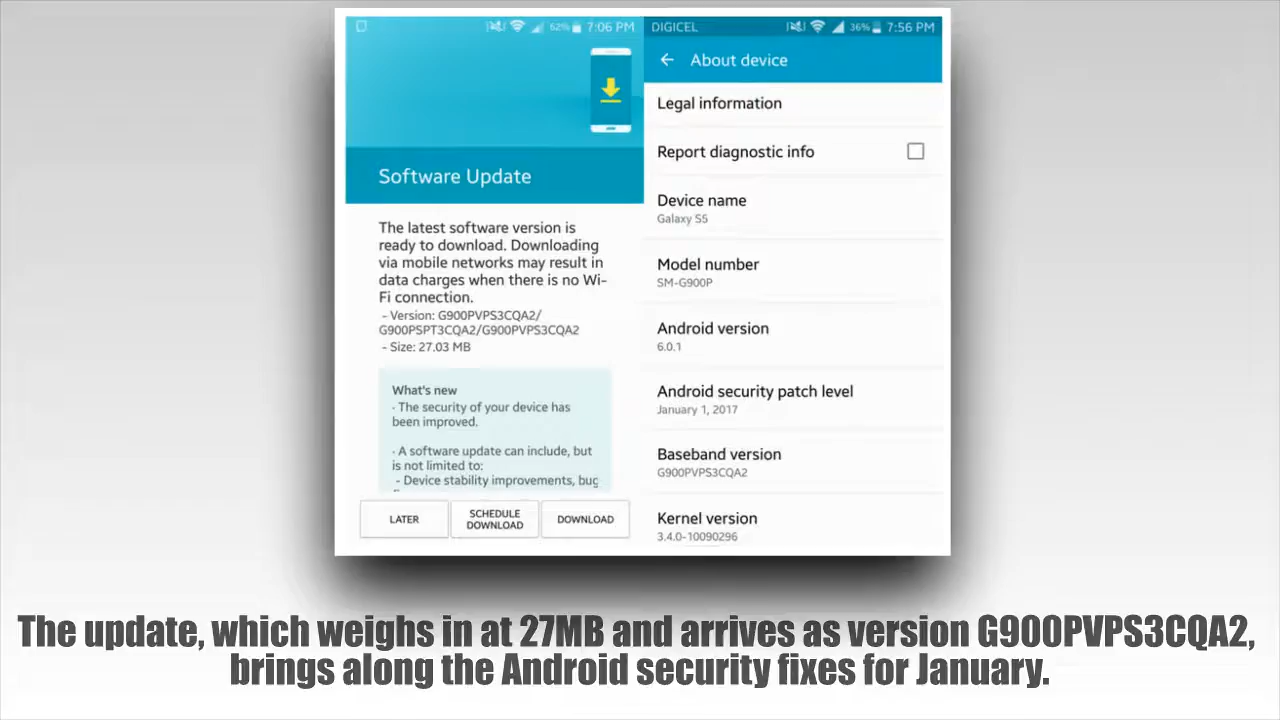 62% 7:06 PM
Software Update
The latest software version is
ready to download. Downloading
via mobile networks may result in
data charges when there is no Wi-
Fi connection.
- Version: G900PVPS3CQA2/
G900PSPT3CQA2/G900PVPS3CQA2
- Size: 27.03 MB
What's new
· The security of your device has
been improved.
· A software update can include, but
is not limited to:
- Device stability improvements, bug
LATER
SCHEDULE
DOWNLOAD
DOWNLOAD
DIGICEL 36% 7:56 PM
About device
Legal information
Report diagnostic info
Device name
Galaxy S5
Model number
SM-G900P
Android version
6.0.1
Android security patch level
January 1, 2017
Baseband version
G900PVPS3CQA2
Kernel version
3.4.0-10090296
The update, which weighs in at 27MB and arrives as version G900PVPS3CQA2,
brings along the Android security fixes for January.